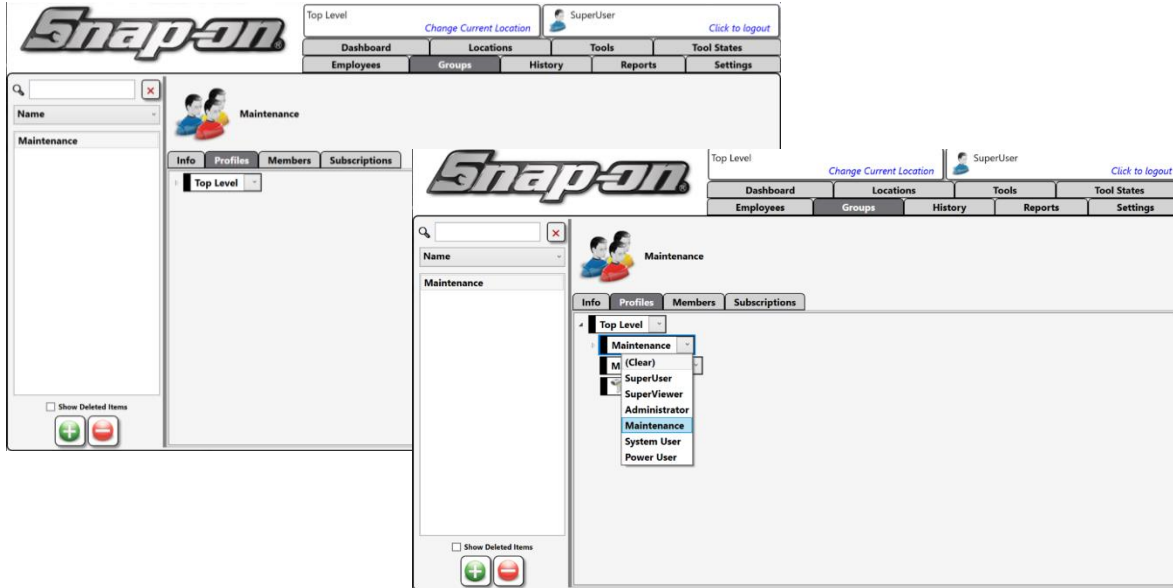 Snap-on
Top Level
Change Current Location
SuperUser
Click to logout
Dashboard Locations Tools Tool States
Employees Groups History Reports Settings
Name
Maintenance
Show Deleted Items
Maintenance
Info Profiles Members Subscriptions
Top Level
Snap-on
Top Level
Change Current Location
SuperUser
Click to logout
Dashboard Locations Tools Tool States
Employees Groups History Reports Settings
Name
Maintenance
Show Deleted Items
Maintenance
Info Profiles Members Subscriptions
Top Level
Maintenance
(Clear)
SuperUser
SuperViewer
Administrator
Maintenance
System User
Power User